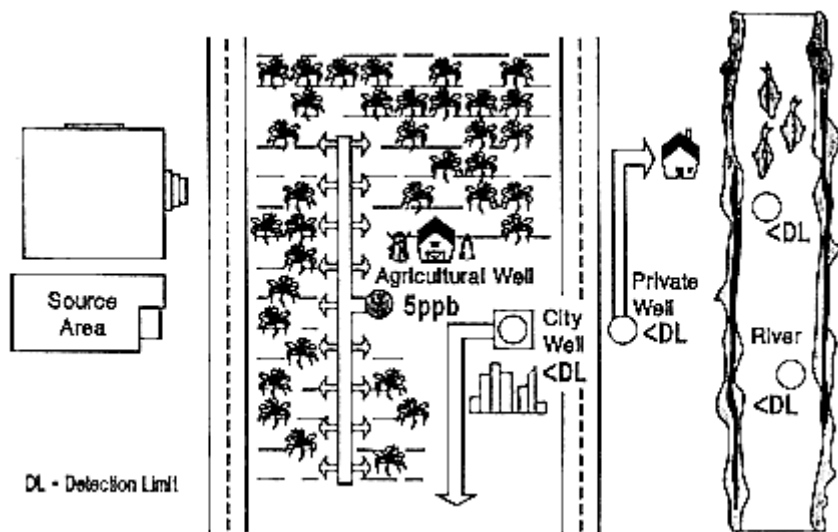 <DL
Agricultural Well
5ppb
Source
Area
City
Well
<DL
Private
Well
<DL
River
<DL
DL - Detection Limit